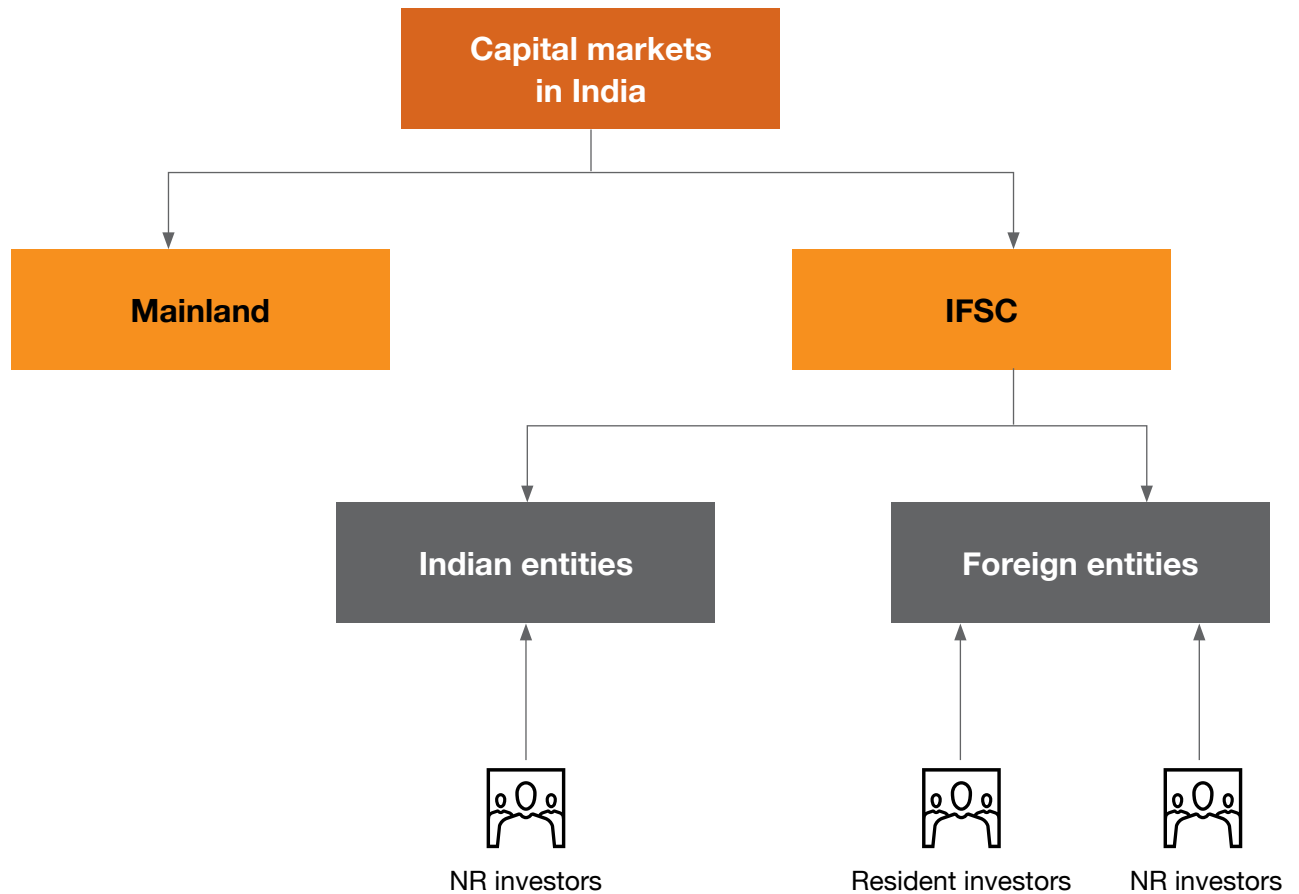 Capital markets
in India
Mainland
IFSC
Indian entities
Foreign entities
NR investors
Resident investors
NR investors